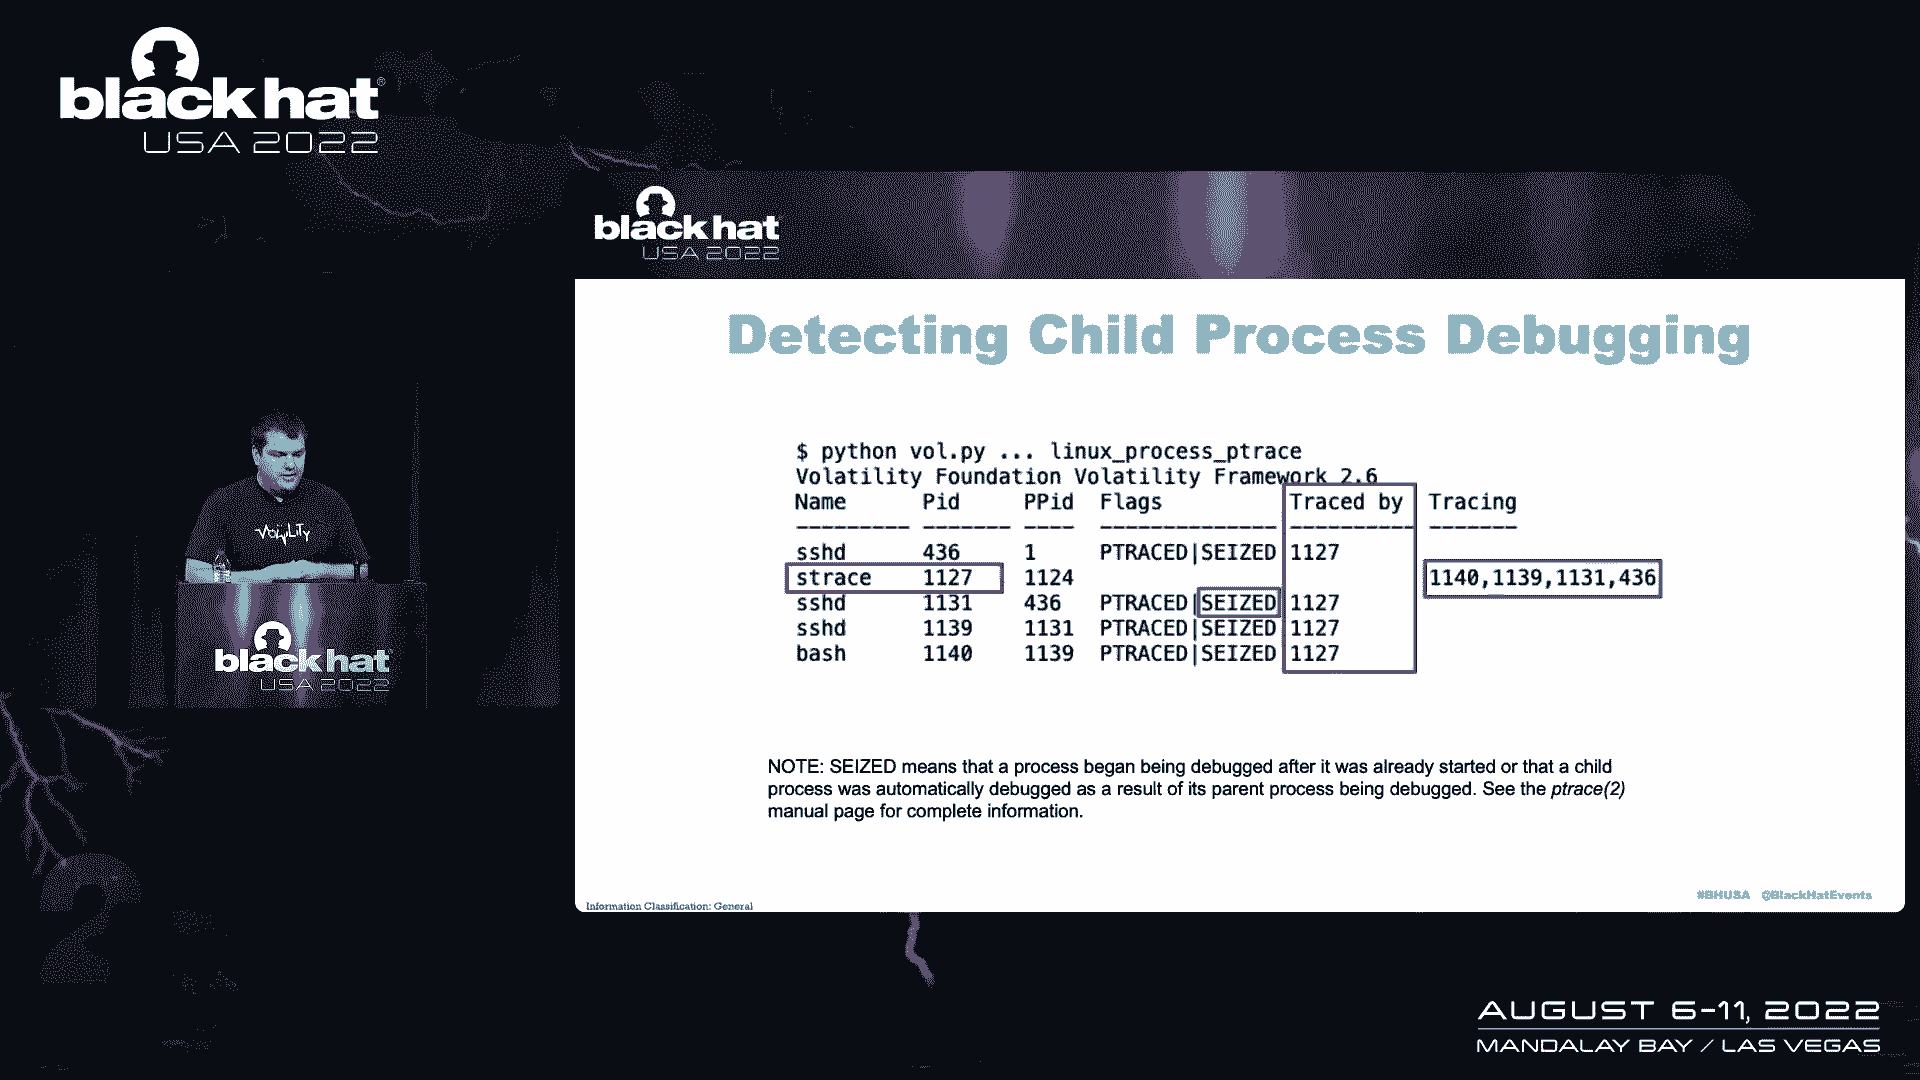 black hat®
USA 2022
black hat
USA 2022
Detecting Child Process Debugging
$ python vol.py ... linux_process_ptrace
Volatility Foundation Volatility Framework 2.6
Name Pid PPid Flags Traced by Tracing
--------- ------- ---- -------------- ---------- -------
sshd 436 1 PTRACED|SEIZED 1127
strace 1127 1124 1140,1139,1131,436
sshd 1131 436 PTRACED|SEIZED 1127
sshd 1139 1131 PTRACED|SEIZED 1127
bash 1140 1139 PTRACED|SEIZED 1127
NOTE: SEIZED means that a process began being debugged after it was already started or that a child
process was automatically debugged as a result of its parent process being debugged. See the ptrace(2)
manual page for complete information.
Information Classification: General
#BHUSA @BlackHatEvents
VOLATILITY
black hat
USA 2022
2
AUGUST 6-11, 2022
MANDALAY BAY / LAS VEGAS